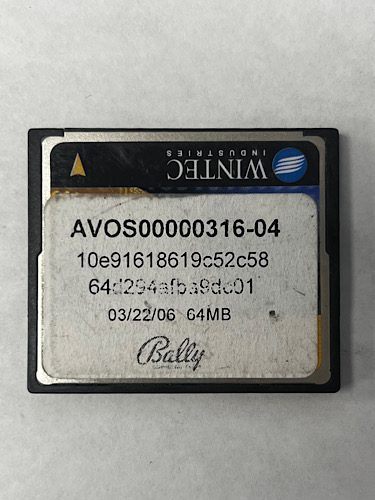 WINTEC
INDUSTRIES
AVOS00000316-04
10e91618619c52c58
64d294afba9dc01
03/22/06 64MB
Bally